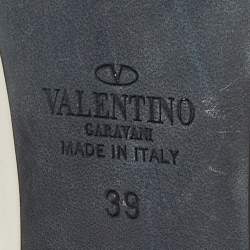 VALENTINO
GARAVANI
MADE IN ITALY
39